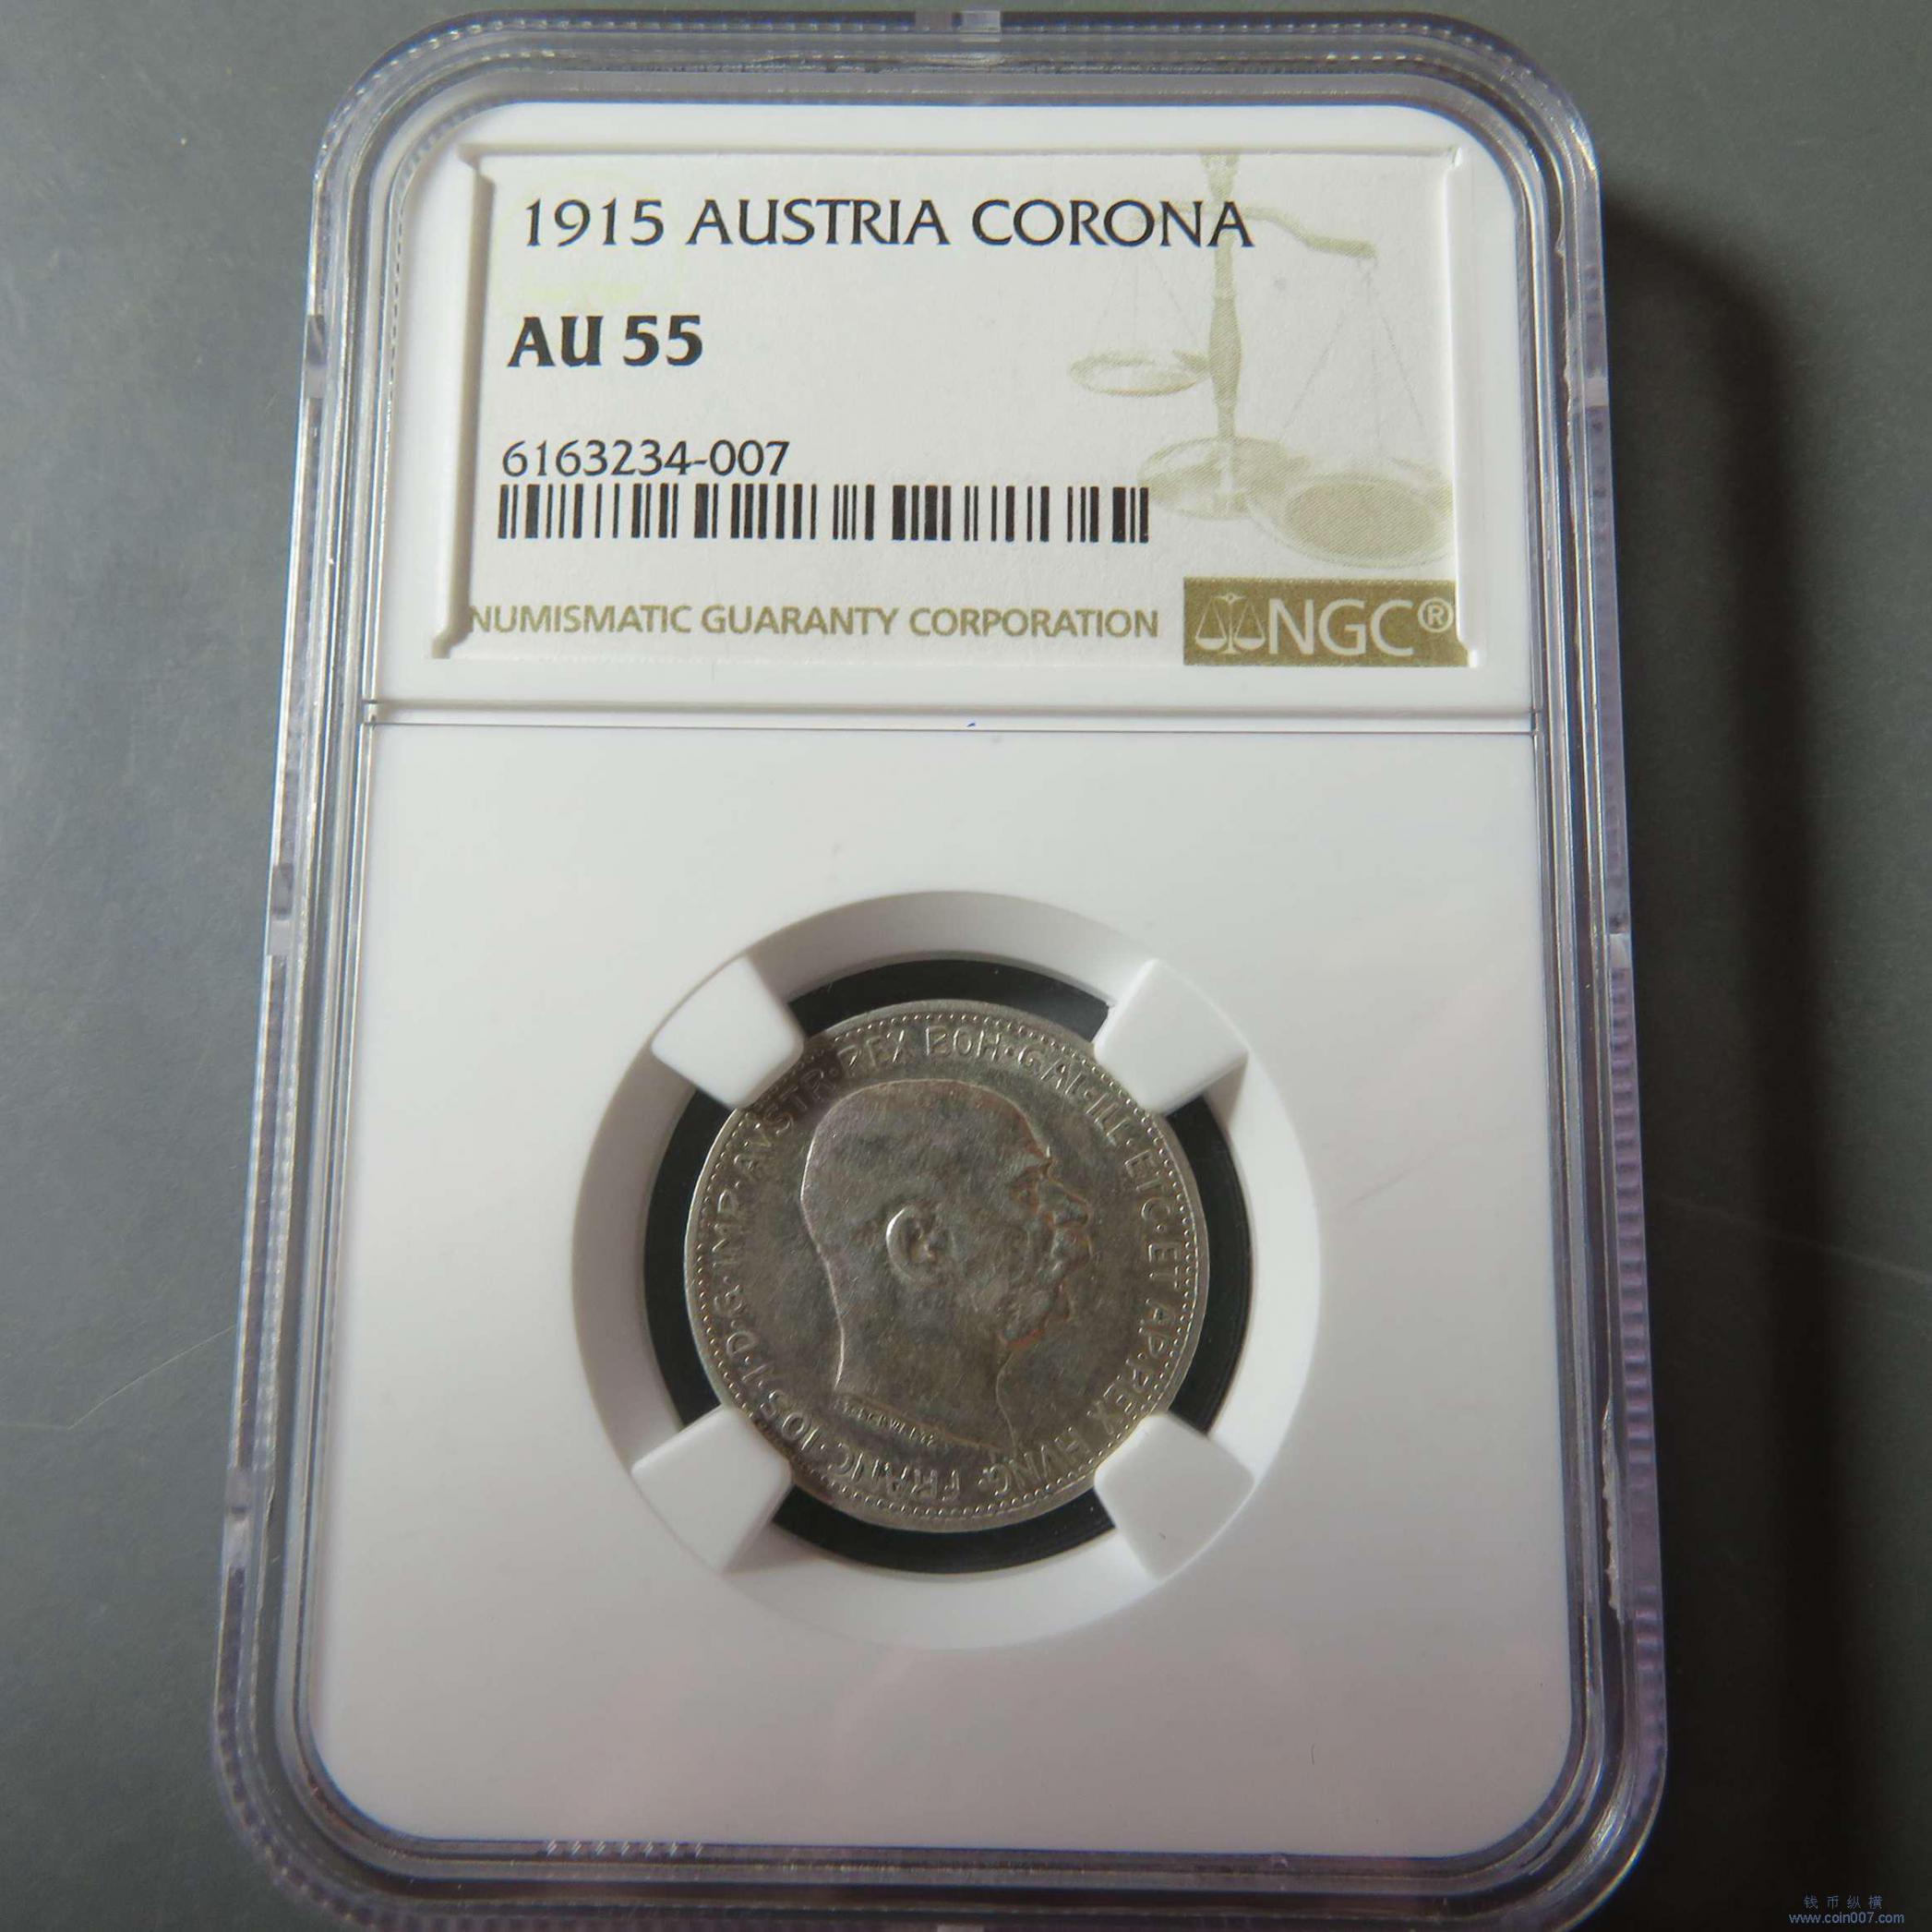 1915 AUSTRIA CORONA
AU 55
6163234-007
NUMISMATIC GUARANTY CORPORATION NGC®
FRANC·IOS·I·D·G·IMP·AVSTR·REX BOH·GAL·ILL·ETC·ET AP·REX HVNG·
钱币纵横
www.coin007.com